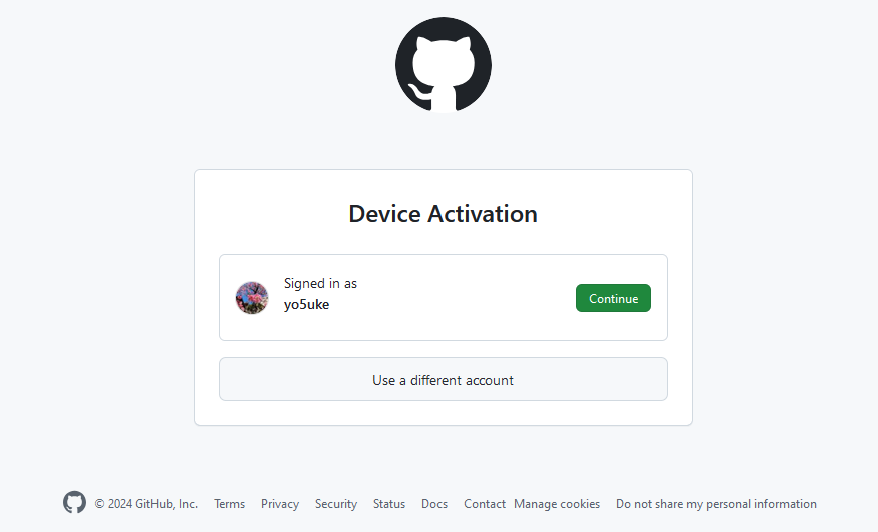 Device Activation
Signed in as
yo5uke
Continue
Use a different account
© 2024 GitHub, Inc. Terms Privacy Security Status Docs Contact Manage cookies Do not share my personal information